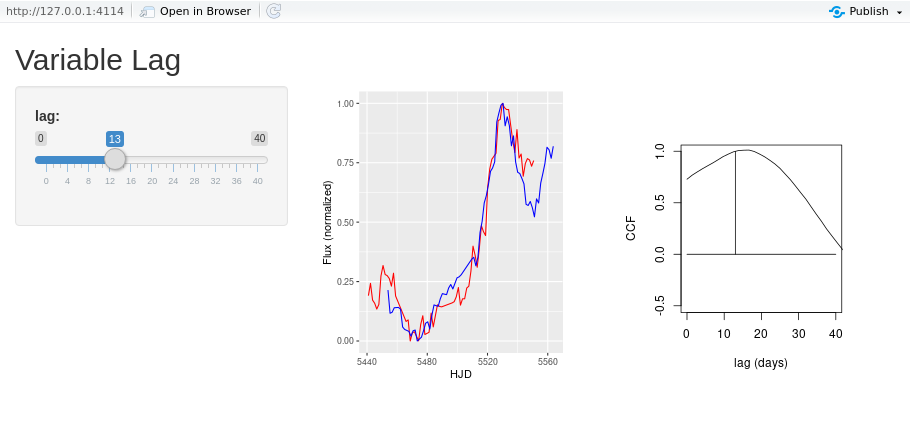 http://127.0.0.1:4114 Open in Browser Publish
Variable Lag
lag:
0 13 40
0 4 8 12 16 20 24 28 32 36 40
Flux (normalized)
1.00
0.75
0.50
0.25
0.00
5440 5480 5520 5560
HJD
CCF
1.0
0.5
0.0
-0.5
0 10 20 30 40
lag (days)